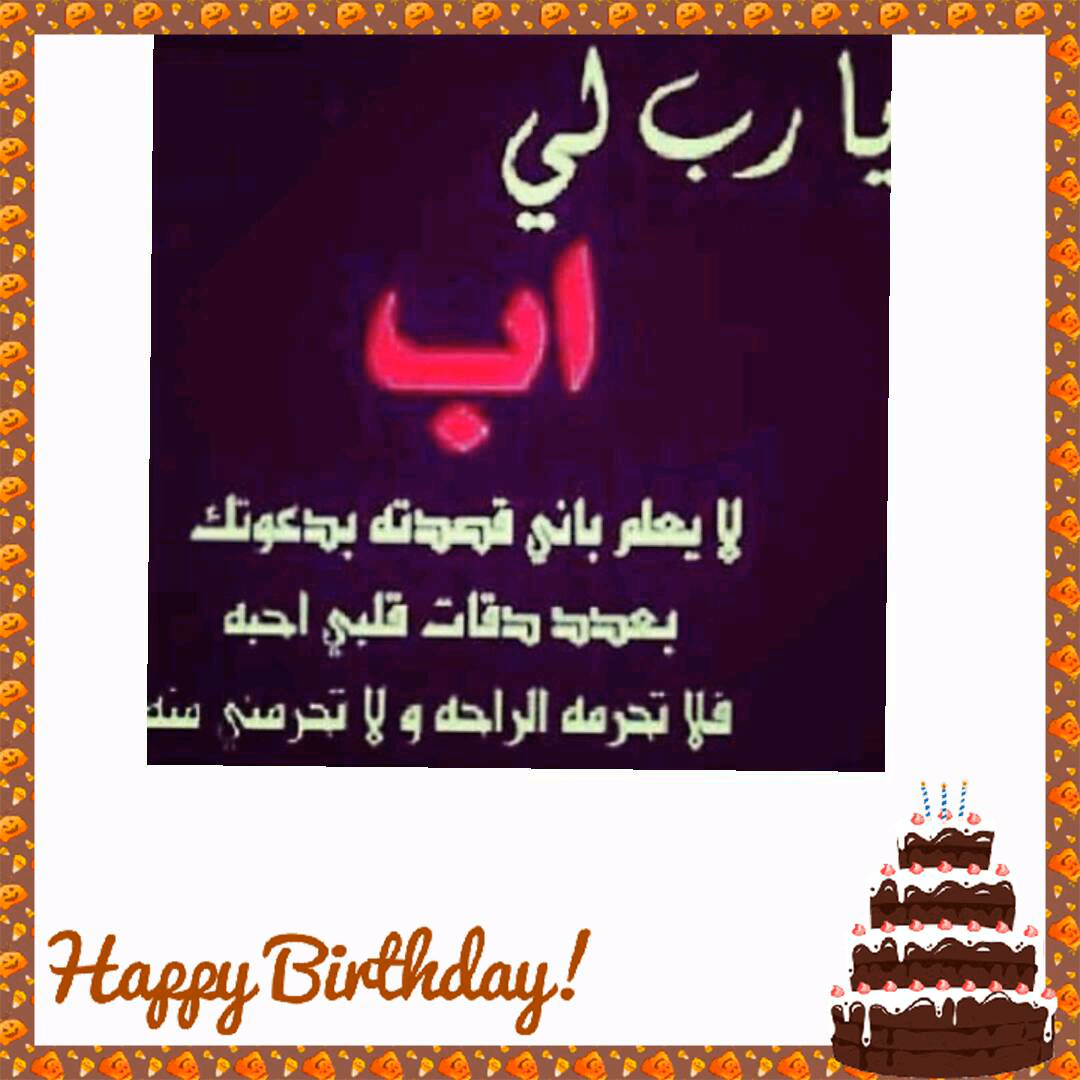 يا رب لي
اب
لا يعلم باني قصدته بدعوتك
بعدد دقات قلبي احبه
فلا تحرمه الراحه و لا تحرمني منه
Happy Birthday!